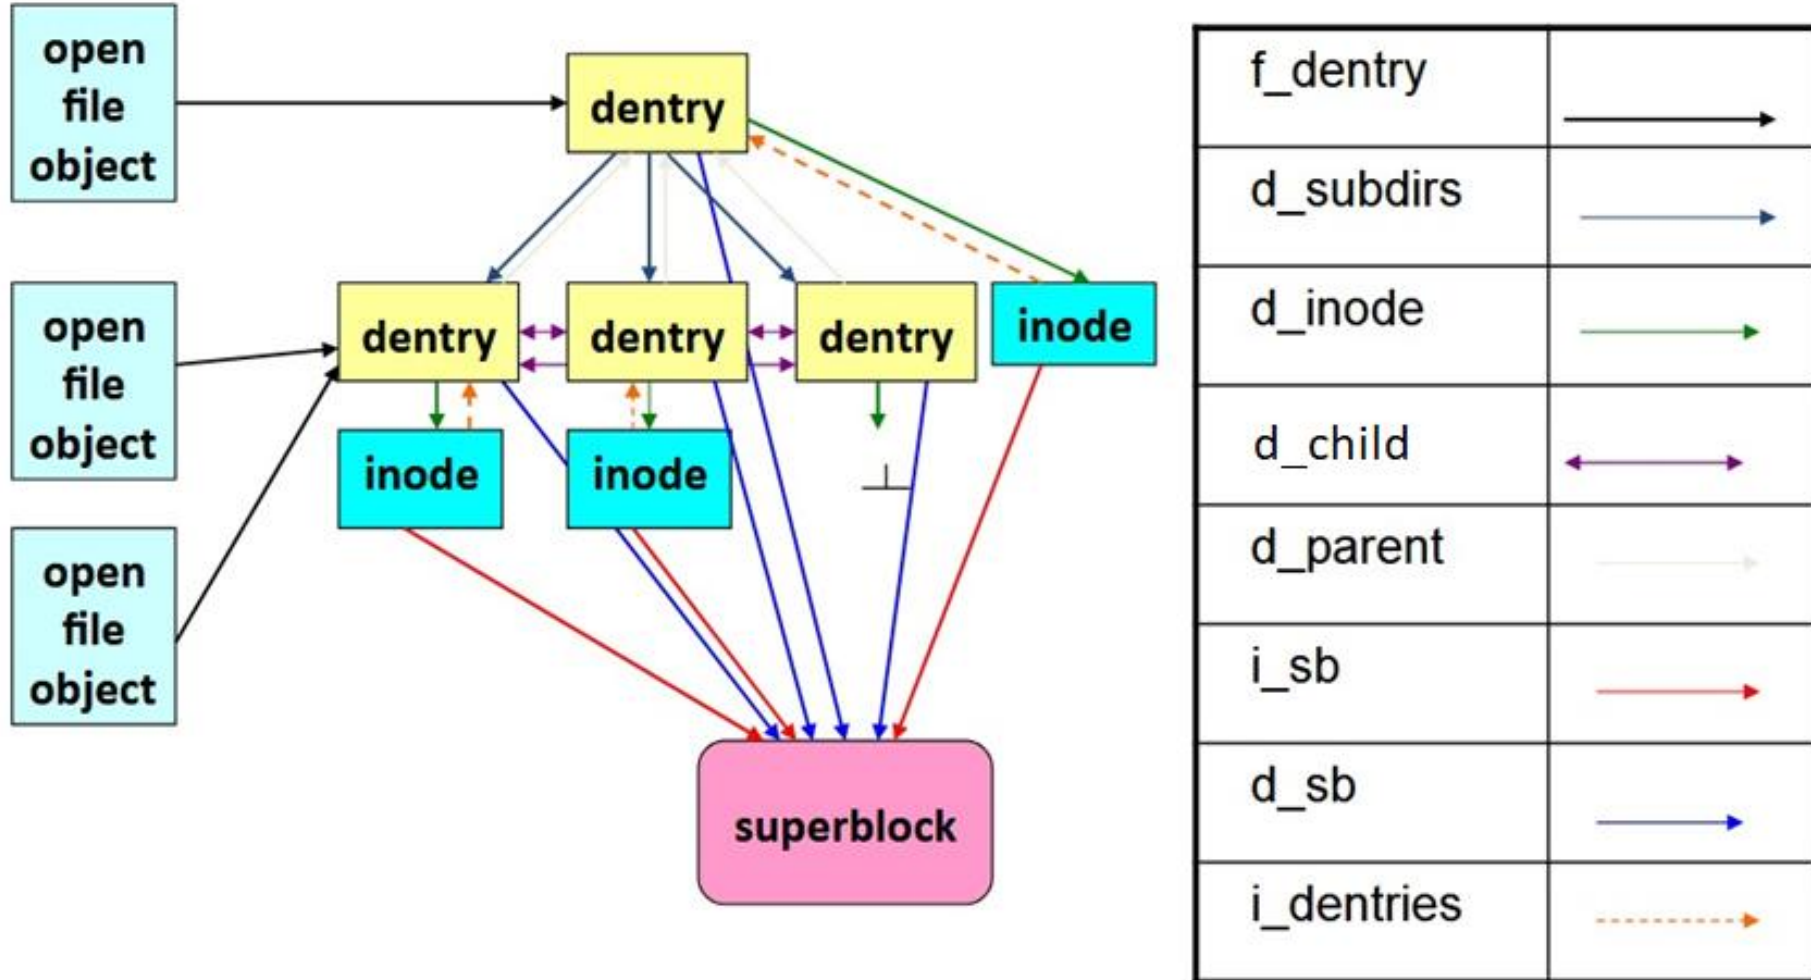 open
file
object
dentry
open
file
object
dentry
dentry
dentry
inode
inode
inode
open
file
object
superblock
f_dentry
d_subdirs
d_inode
d_child
d_parent
i_sb
d_sb
i_dentries